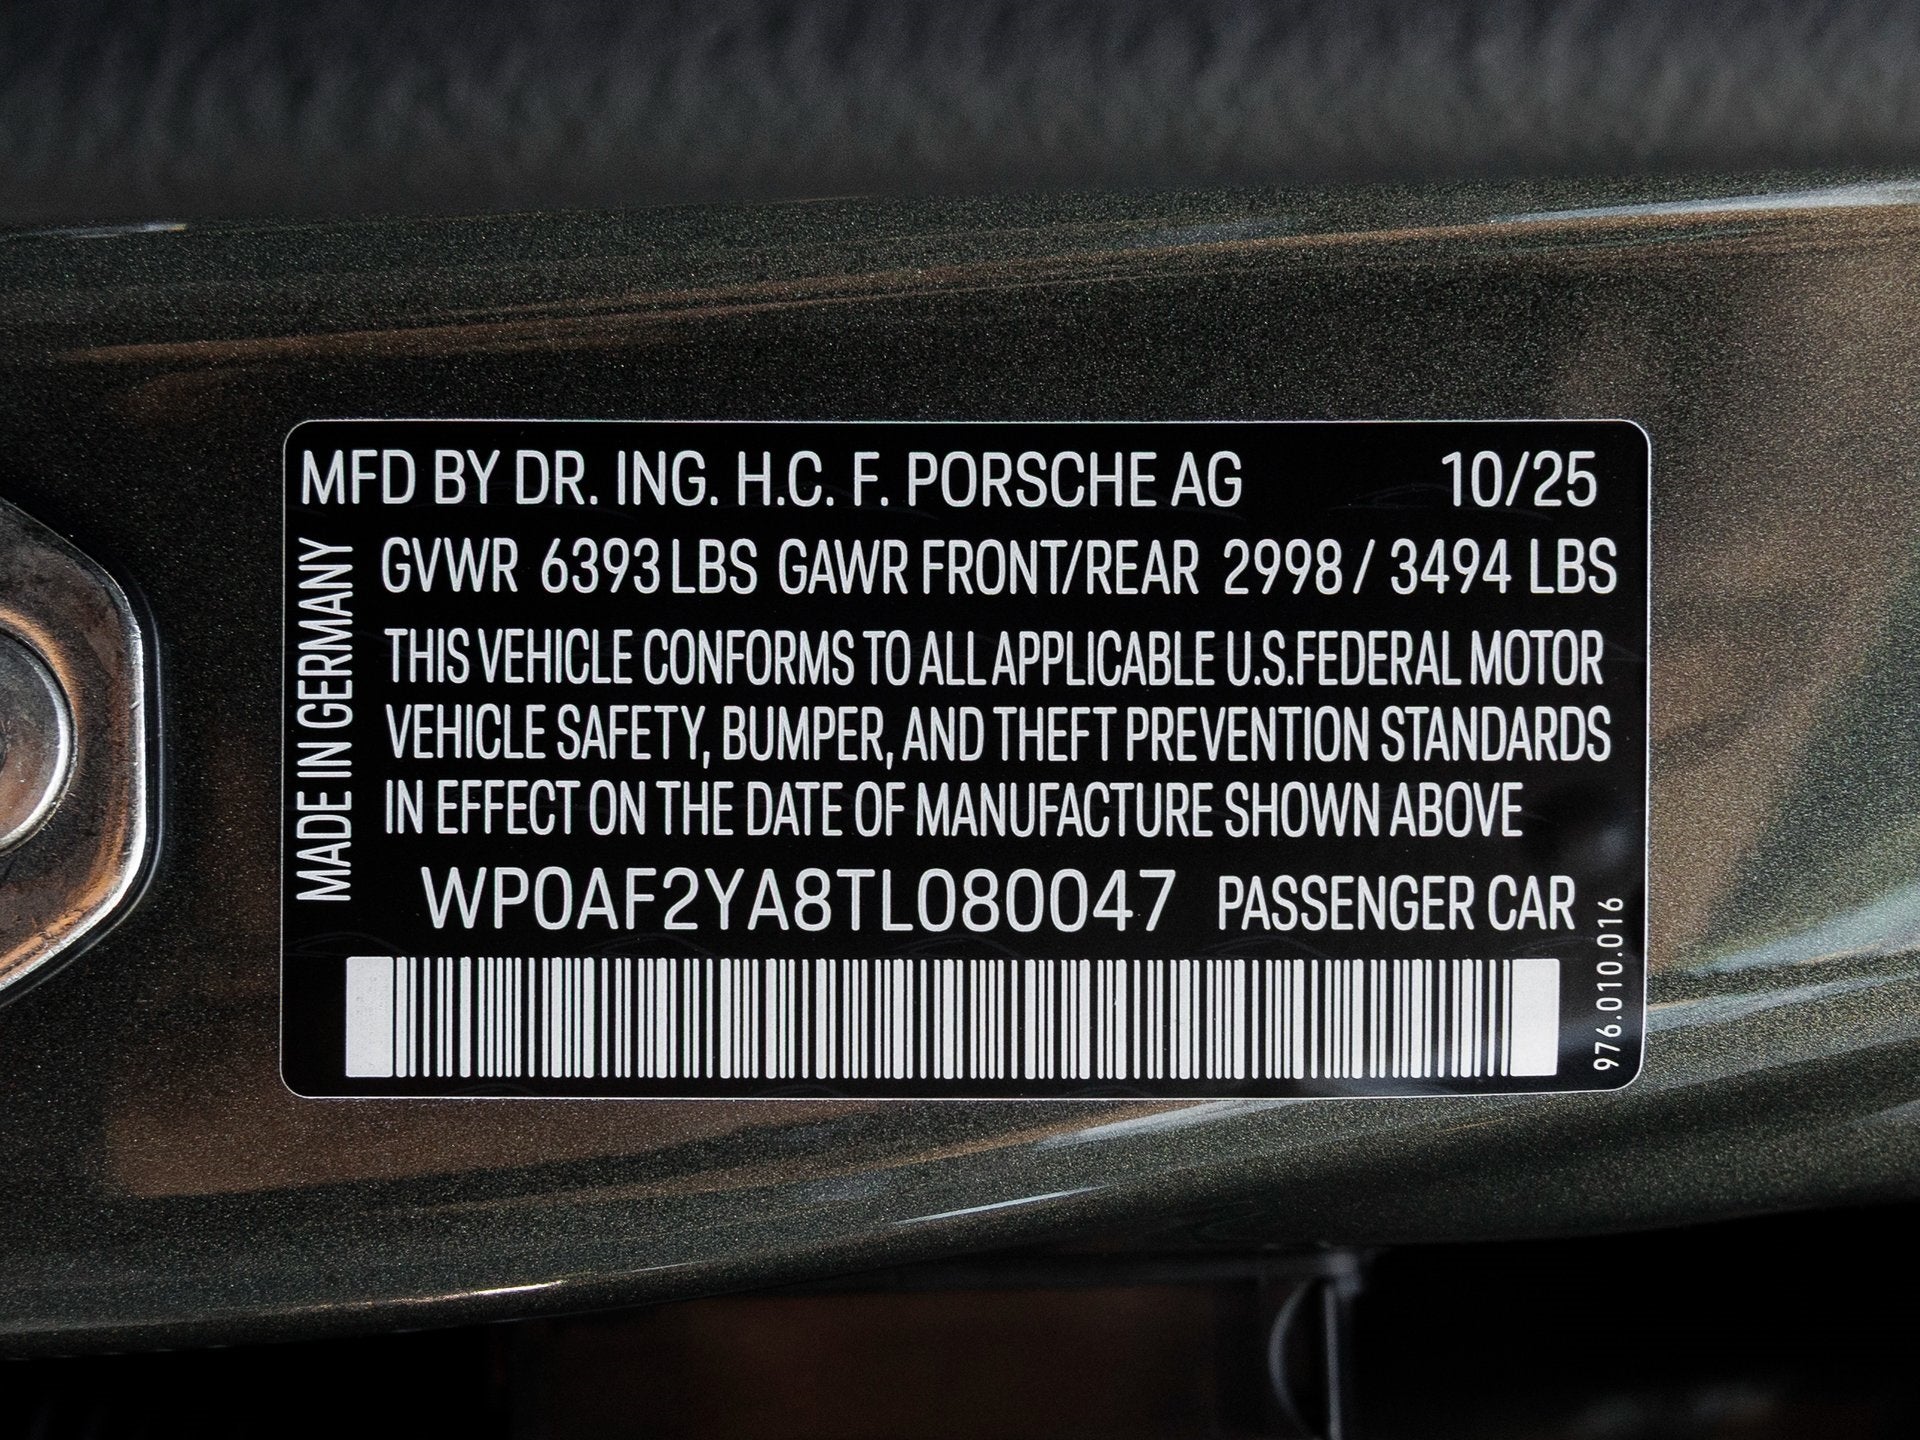 MFD BY DR. ING. H.C. F. PORSCHE AG 10/25
GVWR 6393 LBS GAWR FRONT/REAR 2998 / 3494 LBS
THIS VEHICLE CONFORMS TO ALL APPLICABLE U.S.FEDERAL MOTOR
VEHICLE SAFETY, BUMPER, AND THEFT PREVENTION STANDARDS
IN EFFECT ON THE DATE OF MANUFACTURE SHOWN ABOVE
WP0AF2YA8TL080047 PASSENGER CAR
MADE IN GERMANY
976.010.016